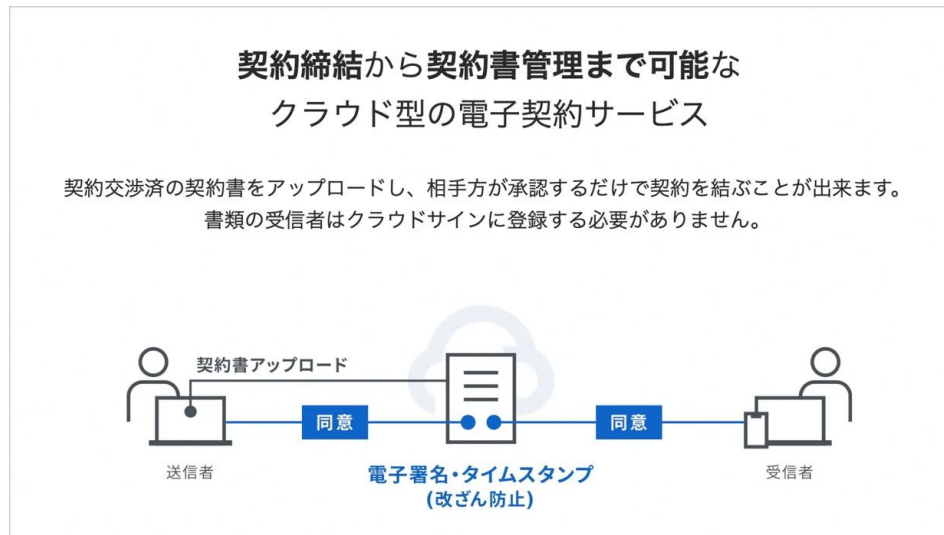 契約締結から契約書管理まで可能な
クラウド型の電子契約サービス
契約交渉済の契約書をアップロードし、相手方が承認するだけで契約を結ぶことが出来ます。
書類の受信者はクラウドサインに登録する必要がありません。
契約書アップロード
同意
同意
送信者
電子署名・タイムスタンプ
(改ざん防止)
受信者